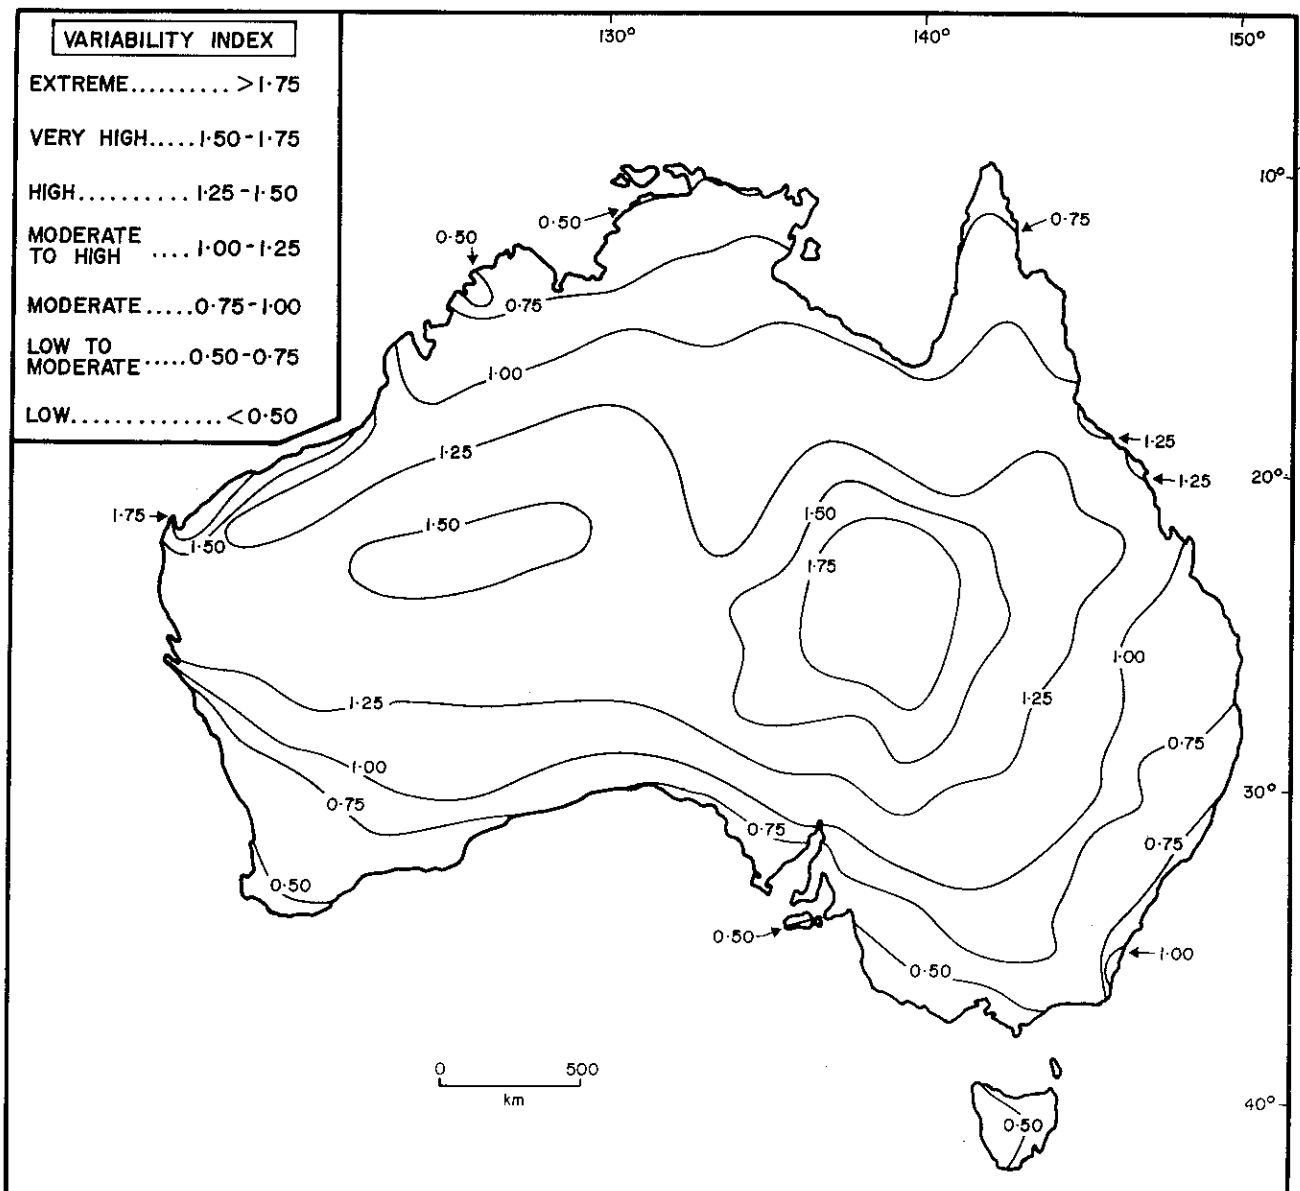 VARIABILITY INDEX
EXTREME.......... >1·75
VERY HIGH.....1·50-1·75
HIGH.......... 1·25-1·50
MODERATE
TO HIGH .... 1·00-1·25
MODERATE.....0·75-1·00
LOW TO
MODERATE.....0·50-0·75
LOW..............<0·50
130° 140° 150°
10°
0·50
0·75
0·50
0·75
1·00
1·25
1·25
1·25
20°
1·50
1·50
1·75
1·50
1·75
1·00
1·25
1·25
0·75
1·00
30°
0·75
0·75
0·75
0·50
0·50
1·00
0·50
0 500
km
40°
0·50